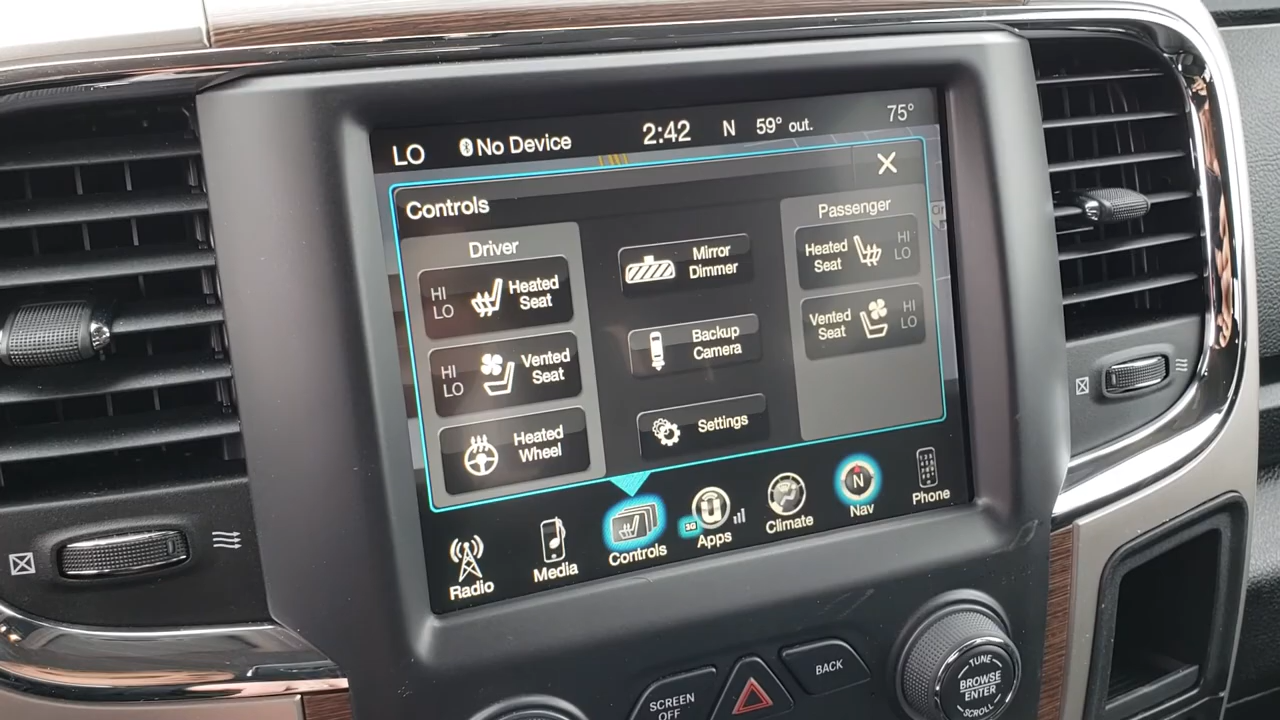 LO
No Device
2:42
N
59° out.
75°
Controls
X
Driver
HI
LO
Heated
Seat
HI
LO
Vented
Seat
Heated
Wheel
Mirror
Dimmer
Backup
Camera
Settings
Passenger
Heated
Seat
HI
LO
Vented
Seat
HI
LO
Radio
Media
Controls
3G
Apps
Climate
N
Nav
Phone
SCREEN
OFF
BACK
TUNE
BROWSE
ENTER
SCROLL